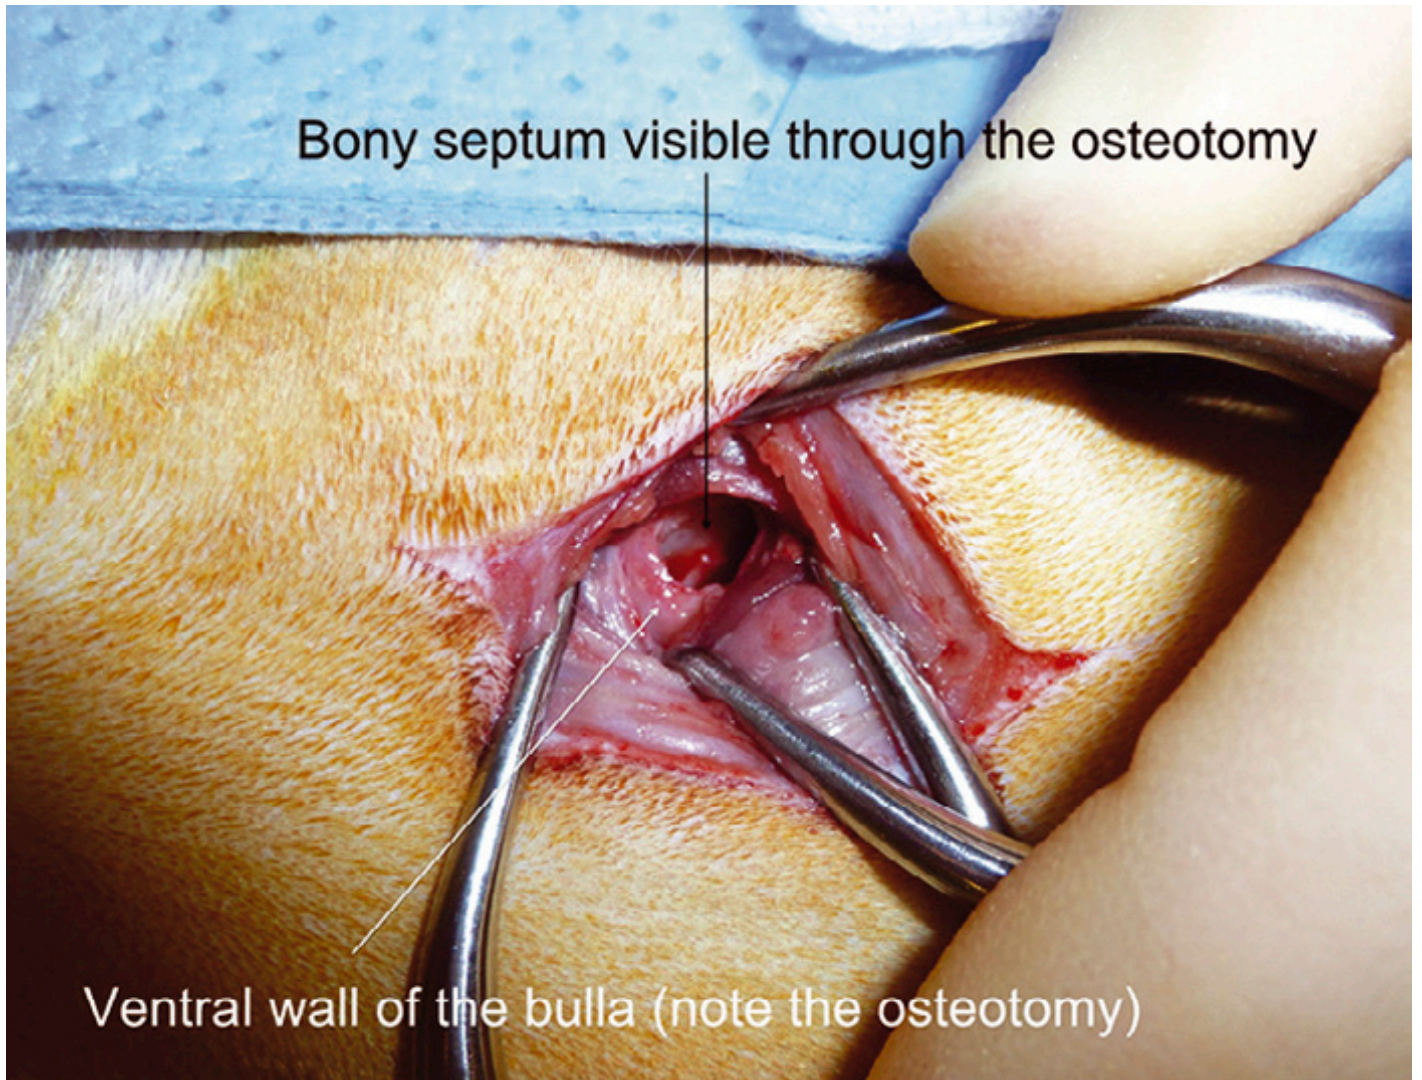 Bony septum visible through the osteotomy
Ventral wall of the bulla (note the osteotomy)